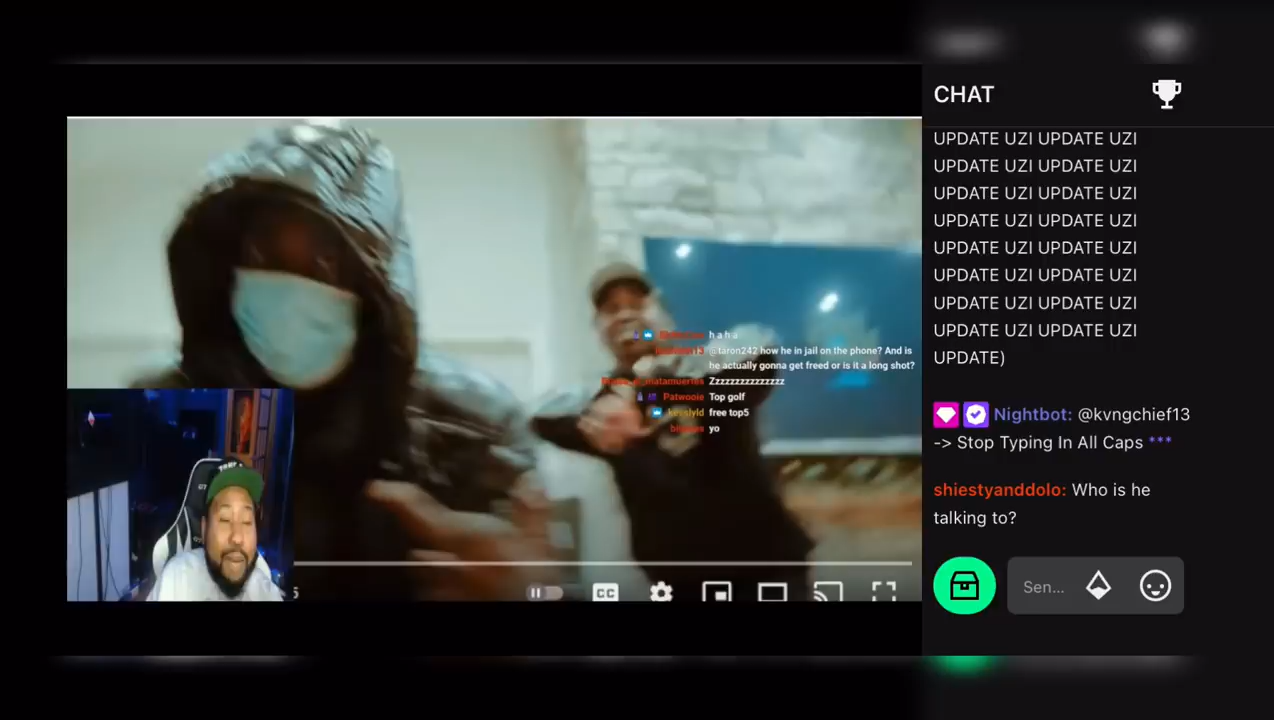 CHAT
UPDATE UZI UPDATE UZI
UPDATE UZI UPDATE UZI
UPDATE UZI UPDATE UZI
UPDATE UZI UPDATE UZI
UPDATE UZI UPDATE UZI
UPDATE UZI UPDATE UZI
UPDATE UZI UPDATE UZI
UPDATE UZI UPDATE UZI
UPDATE)
Nightbot: @kvngchief13
-> Stop Typing In All Caps ***
shiestyanddolo: Who is he
talking to?
Sen...
h a h a
@taron242 how he in jail on the phone? And is
he actually gonna get freed or is it a long shot?
Zzzzzzzzzzzzzzz
Patwooie Top golf
free top5
yo
CC